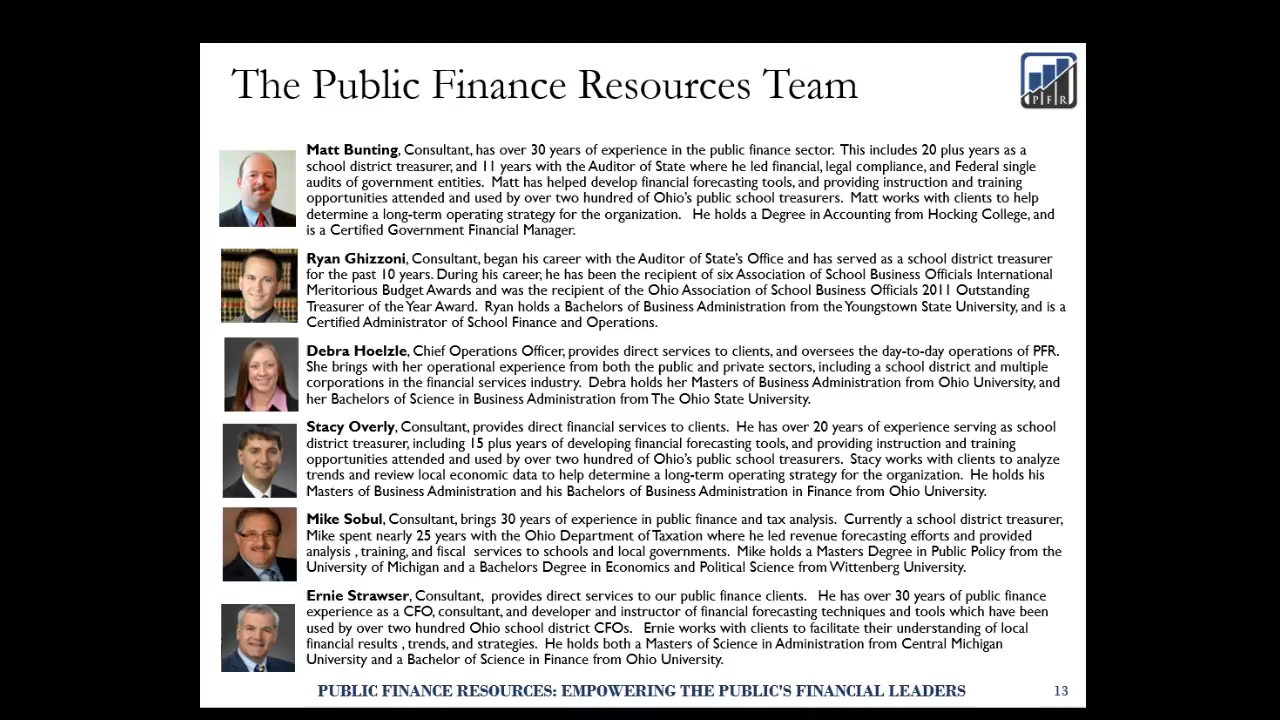 The Public Finance Resources Team
PFR
Matt Bunting, Consultant, has over 30 years of experience in the public finance sector. This includes 20 plus years as a
school district treasurer, and 11 years with the Auditor of State where he led financial, legal compliance, and Federal single
audits of government entities. Matt has helped develop financial forecasting tools, and providing instruction and training
opportunities attended and used by over two hundred of Ohio's public school treasurers. Matt works with clients to help
determine a long-term operating strategy for the organization. He holds a Degree in Accounting from Hocking College, and
is a Certified Government Financial Manager.
Ryan Ghizzoni, Consultant, began his career with the Auditor of State's Office and has served as a school district treasurer
for the past 10 years. During his career, he has been the recipient of six Association of School Business Officials International
Meritorious Budget Awards and was the recipient of the Ohio Association of School Business Officials 2011 Outstanding
Treasurer of the Year Award. Ryan holds a Bachelors of Business Administration from the Youngstown State University, and is a
Certified Administrator of School Finance and Operations.
Debra Hoelzle, Chief Operations Officer, provides direct services to clients, and oversees the day-to-day operations of PFR.
She brings with her operational experience from both the public and private sectors, including a school district and multiple
corporations in the financial services industry. Debra holds her Masters of Business Administration from Ohio University, and
her Bachelors of Science in Business Administration from The Ohio State University.
Stacy Overly, Consultant, provides direct financial services to clients. He has over 20 years of experience serving as school
district treasurer, including 15 plus years of developing financial forecasting tools, and providing instruction and training
opportunities attended and used by over two hundred of Ohio's public school treasurers. Stacy works with clients to analyze
trends and review local economic data to help determine a long-term operating strategy for the organization. He holds his
Masters of Business Administration and his Bachelors of Business Administration in Finance from Ohio University.
Mike Sobul, Consultant, brings 30 years of experience in public finance and tax analysis. Currently a school district treasurer,
Mike spent nearly 25 years with the Ohio Department of Taxation where he led revenue forecasting efforts and provided
analysis , training, and fiscal services to schools and local governments. Mike holds a Masters Degree in Public Policy from the
University of Michigan and a Bachelors Degree in Economics and Political Science from Wittenberg University.
Ernie Strawser, Consultant, provides direct services to our public finance clients. He has over 30 years of public finance
experience as a CFO, consultant, and developer and instructor of financial forecasting techniques and tools which have been
used by over two hundred Ohio school district CFOs. Ernie works with clients to facilitate their understanding of local
financial results , trends, and strategies. He holds both a Masters of Science in Administration from Central Michigan
University and a Bachelor of Science in Finance from Ohio University.
PUBLIC FINANCE RESOURCES: EMPOWERING THE PUBLIC'S FINANCIAL LEADERS
13